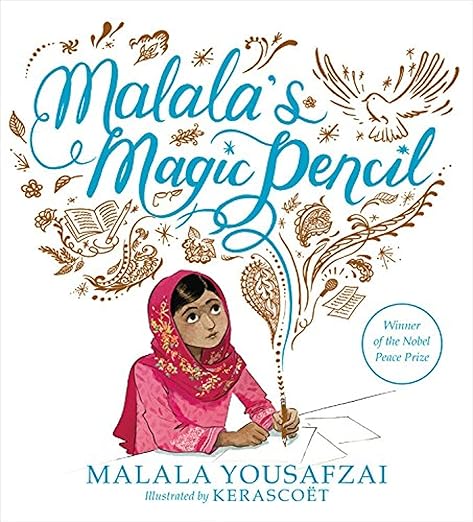 Malala's
Magic Pencil
Winner
of the Nobel
Peace Prize
MALALA YOUSAFZAI
Illustrated by KERASCOËT